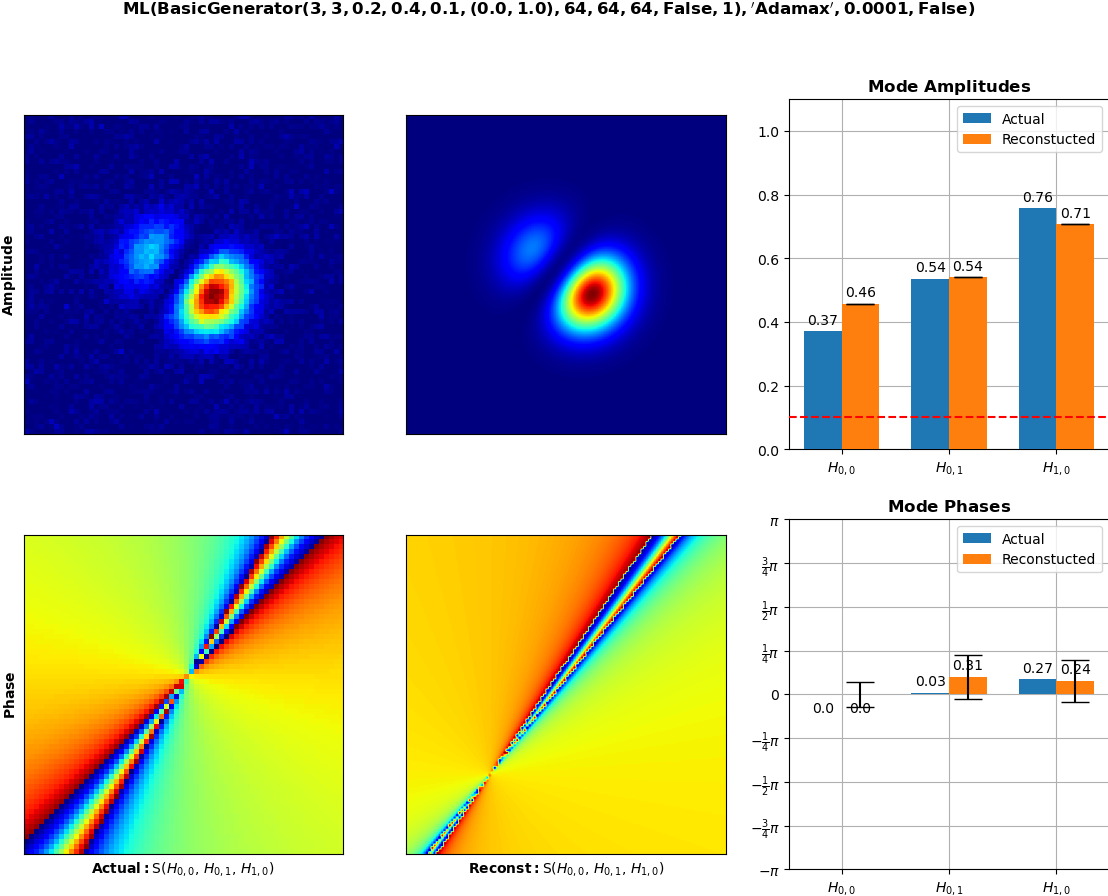 ML(BasicGenerator(3, 3, 0.2, 0.4, 0.1, (0.0, 1.0), 64, 64, 64, False, 1), ′Adamax′, 0.0001, False)
Mode Amplitudes
Amplitude
Actual
Reconstucted
1.0
0.8
0.6
0.4
0.2
0.0
0.37
0.46
0.54
0.54
0.76
0.71
H0,0
H0,1
H1,0
Phase
Actual: S(H0,0, H0,1, H1,0)
Reconst: S(H0,0, H0,1, H1,0)
Mode Phases
Actual
Reconstucted
π
3/4π
1/2π
1/4π
0
−1/4π
−1/2π
−3/4π
−π
0.0
0.0
0.03
0.31
0.27
0.24
H0,0
H0,1
H1,0